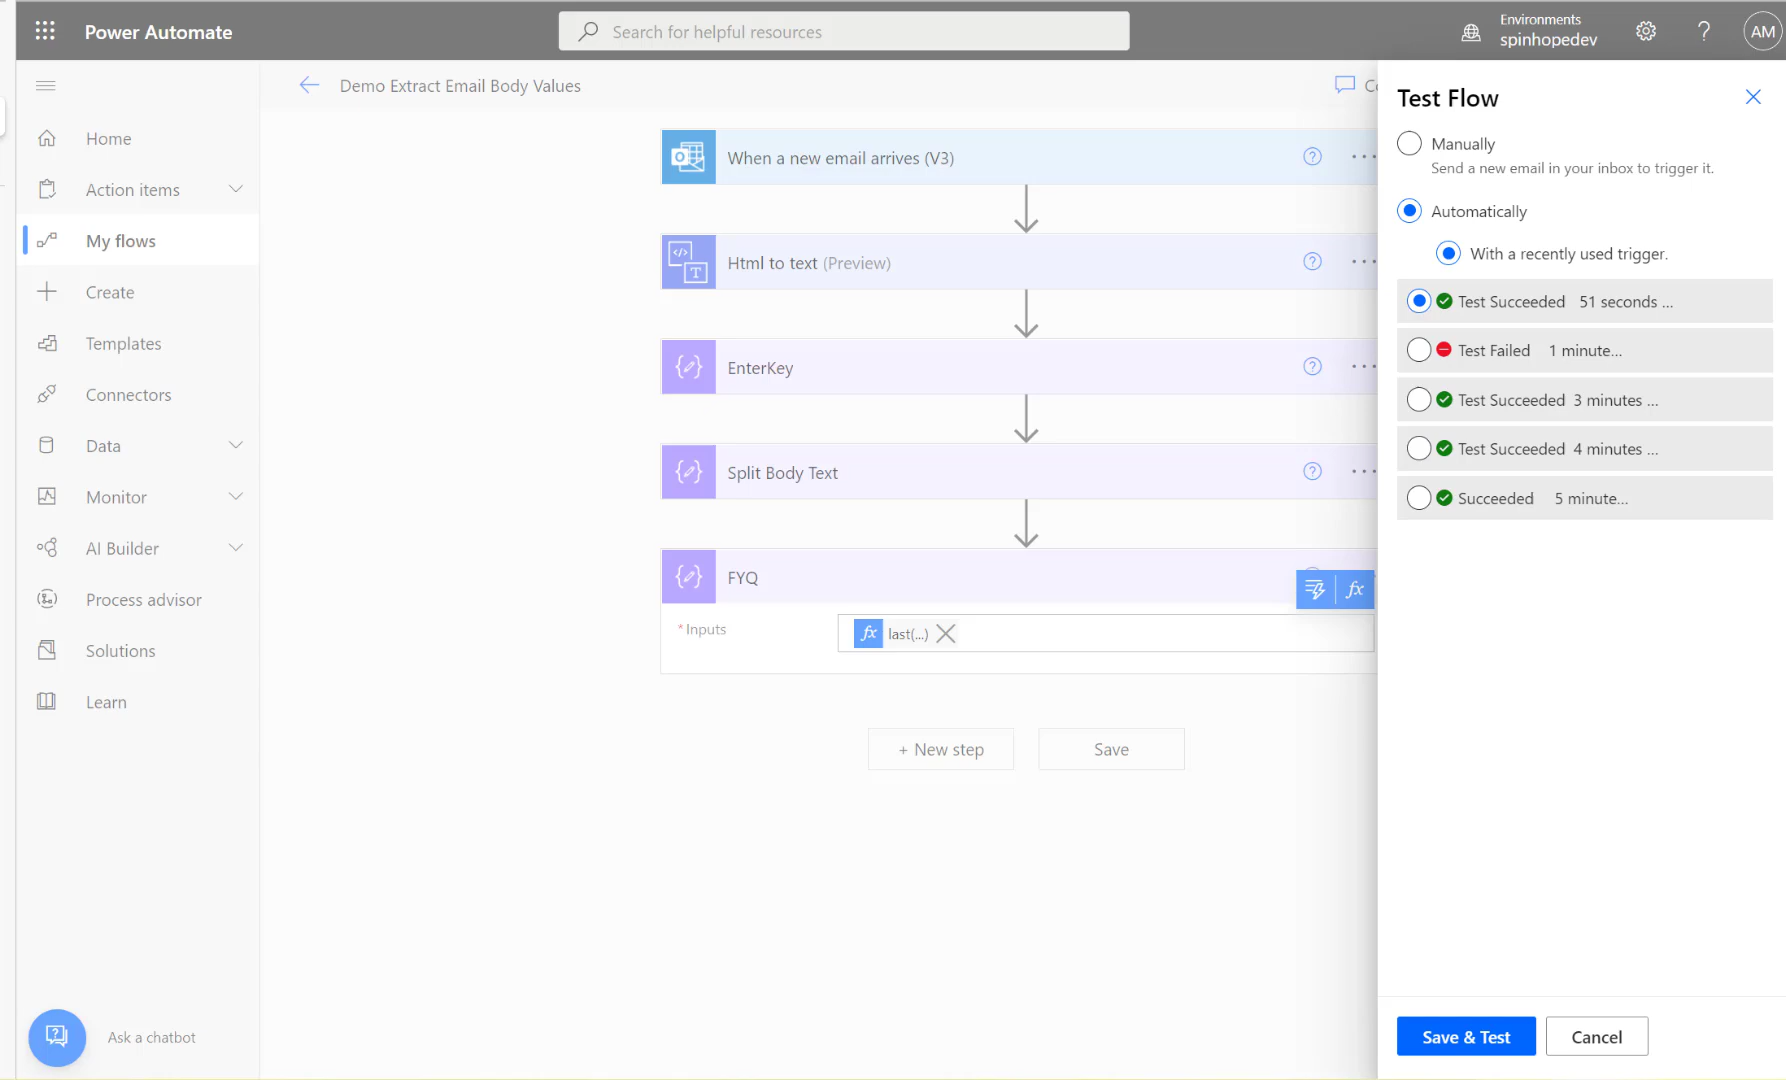 Power Automate
Search for helpful resources
Environments
spinhopedev
AM
Demo Extract Email Body Values
Home
Action items
My flows
Create
Templates
Connectors
Data
Monitor
AI Builder
Process advisor
Solutions
Learn
Ask a chatbot
When a new email arrives (V3)
Html to text (Preview)
EnterKey
Split Body Text
FYQ
* Inputs
fx last(...)
fx
+ New step
Save
Test Flow
Manually
Send a new email in your inbox to trigger it.
Automatically
With a recently used trigger.
Test Succeeded 51 seconds ...
Test Failed 1 minute...
Test Succeeded 3 minutes ...
Test Succeeded 4 minutes ...
Succeeded 5 minute...
Save & Test
Cancel